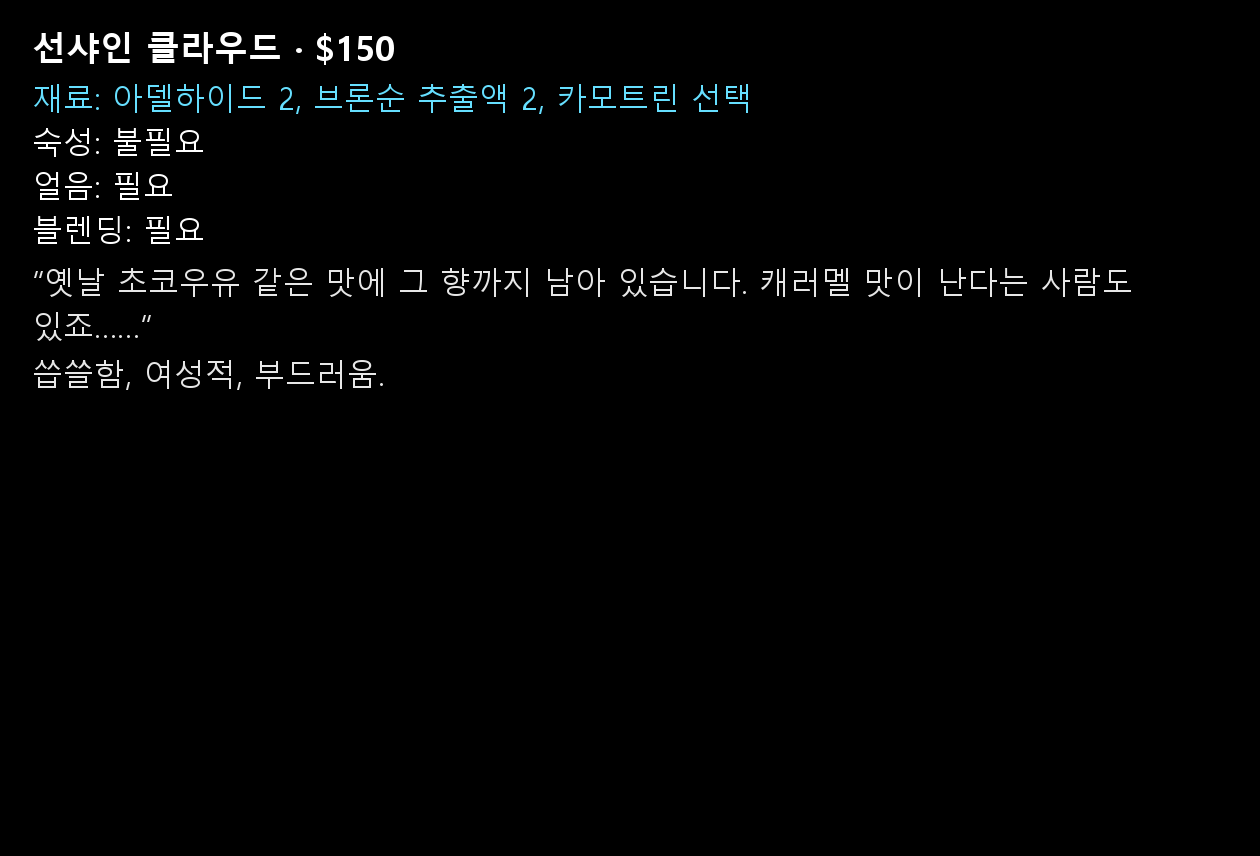 선샤인 클라우드 · $150
재료: 아델하이드 2, 브론슨 추출액 2, 카모트린 선택
숙성: 불필요
얼음: 필요
블렌딩: 필요
"옛날 초코우유 같은 맛에 그 향까지 남아 있습니다. 캐러멜 맛이 난다는 사람도
있죠……"
씁쓸함, 여성적, 부드러움.